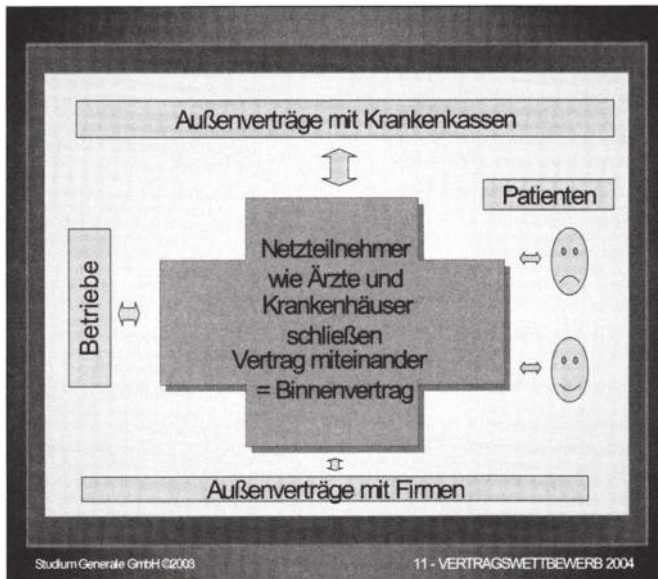 Außenverträge mit Krankenkassen
Patienten
Betriebe
Netzteilnehmer
wie Ärzte und
Krankenhäuser
schließen
Vertrag miteinander
= Binnenvertrag
Außenverträge mit Firmen
Studium Generale GmbH ©2003
11 - VERTRAGSWETTBEWERB 2004